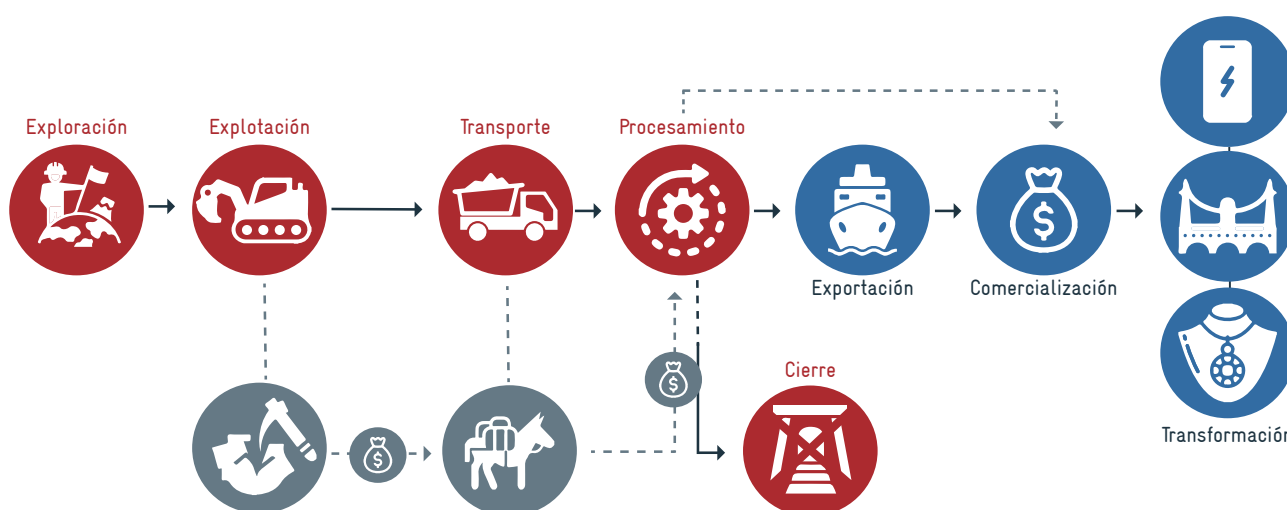 Exploración
Explotación
Transporte
Procesamiento
$
Exportación
Comercialización
$
Cierre
$
Transformación